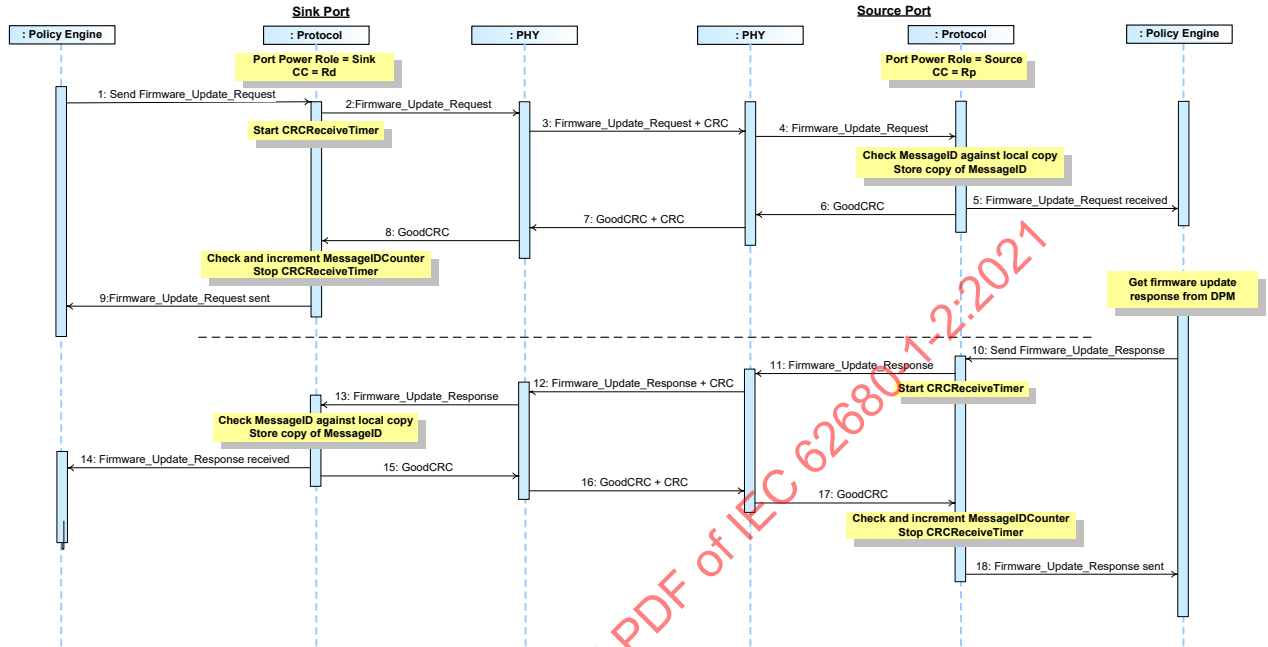 Sink Port
Source Port
: Policy Engine
: Protocol
: PHY
: PHY
: Protocol
: Policy Engine
Port Power Role = Sink
CC = Rd
Port Power Role = Source
CC = Rp
1: Send Firmware_Update_Request
2:Firmware_Update_Request
Start CRCReceiveTimer
3: Firmware_Update_Request + CRC
4: Firmware_Update_Request
Check MessageID against local copy
Store copy of MessageID
5: Firmware_Update_Request received
6: GoodCRC
7: GoodCRC + CRC
8: GoodCRC
Check and increment MessageIDCounter
Stop CRCReceiveTimer
9:Firmware_Update_Request sent
Get firmware update
response from DPM
10: Send Firmware_Update_Response
11: Firmware_Update_Response
Start CRCReceiveTimer
12: Firmware_Update_Response + CRC
13: Firmware_Update_Response
Check MessageID against local copy
Store copy of MessageID
14: Firmware_Update_Response received
15: GoodCRC
16: GoodCRC + CRC
17: GoodCRC
Check and increment MessageIDCounter
Stop CRCReceiveTimer
18: Firmware_Update_Response sent
PDF of IEC 62680-1-2:2021